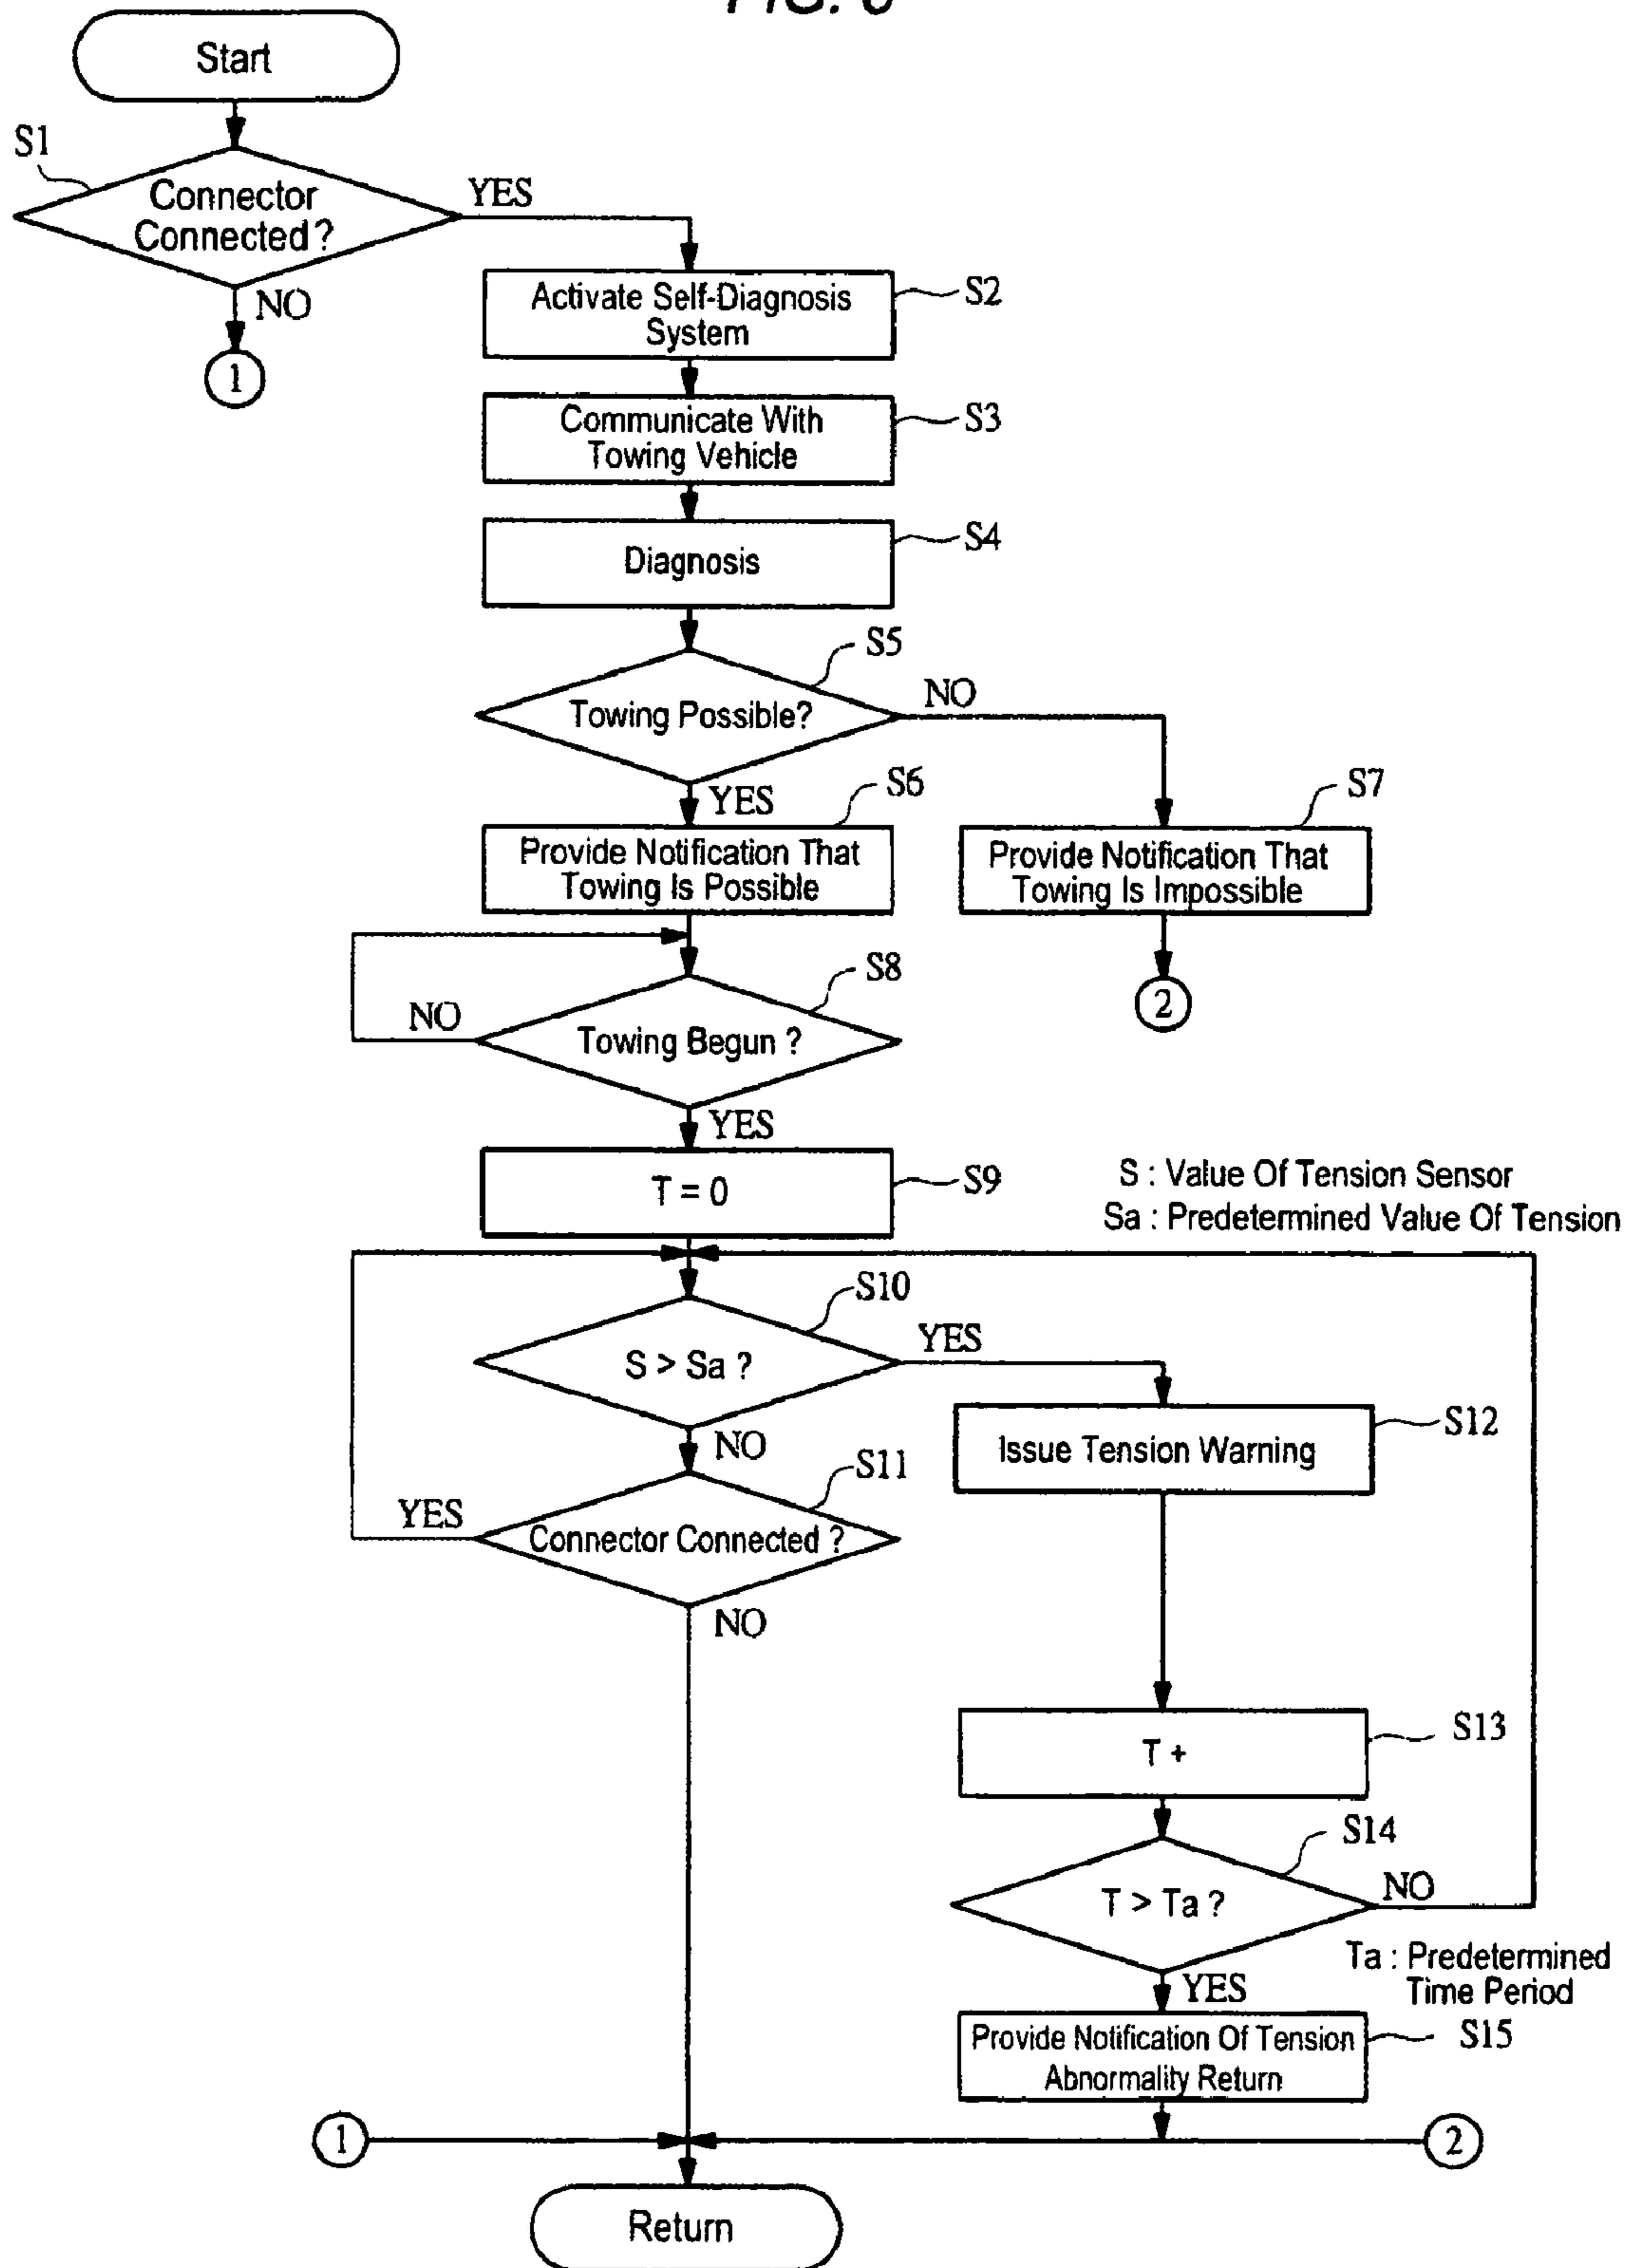 Start
S1
Connector
Connected ?
YES
NO
1
Activate Self-Diagnosis
System
S2
Communicate With
Towing Vehicle
S3
Diagnosis
S4
S5
Towing Possible?
NO
YES
S6
Provide Notification That
Towing Is Possible
S7
Provide Notification That
Towing Is Impossible
2
S8
Towing Begun ?
NO
YES
T = 0
S9
S : Value Of Tension Sensor
Sa : Predetermined Value Of Tension
S10
S > Sa ?
YES
NO
Issue Tension Warning
S12
S11
Connector Connected ?
YES
NO
T +
S13
S14
T > Ta ?
NO
Ta : Predetermined
Time Period
YES
Provide Notification Of Tension
Abnormality Return
S15
1
2
Return